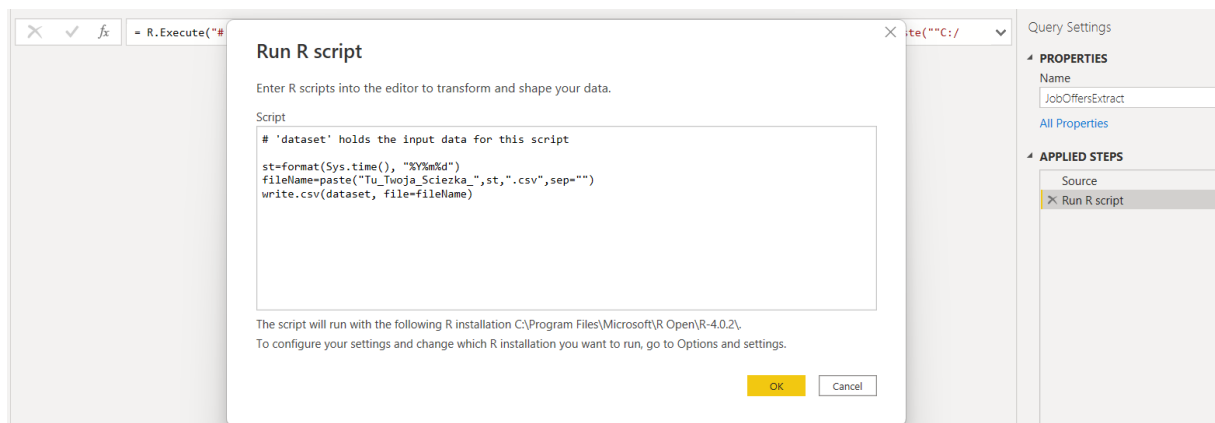 fx = R.Execute("# ste(""C:/
Query Settings
Run R script
PROPERTIES
Name
Enter R scripts into the editor to transform and shape your data.
JobOffersExtract
Script
All Properties
# 'dataset' holds the input data for this script
st=format(Sys.time(), "%Y%m%d")
fileName=paste("Tu_Twoja_Sciezka_",st,".csv",sep="")
write.csv(dataset, file=fileName)
APPLIED STEPS
Source
Run R script
The script will run with the following R installation C:\Program Files\Microsoft\R Open\R-4.0.2\.
To configure your settings and change which R installation you want to run, go to Options and settings.
OK Cancel